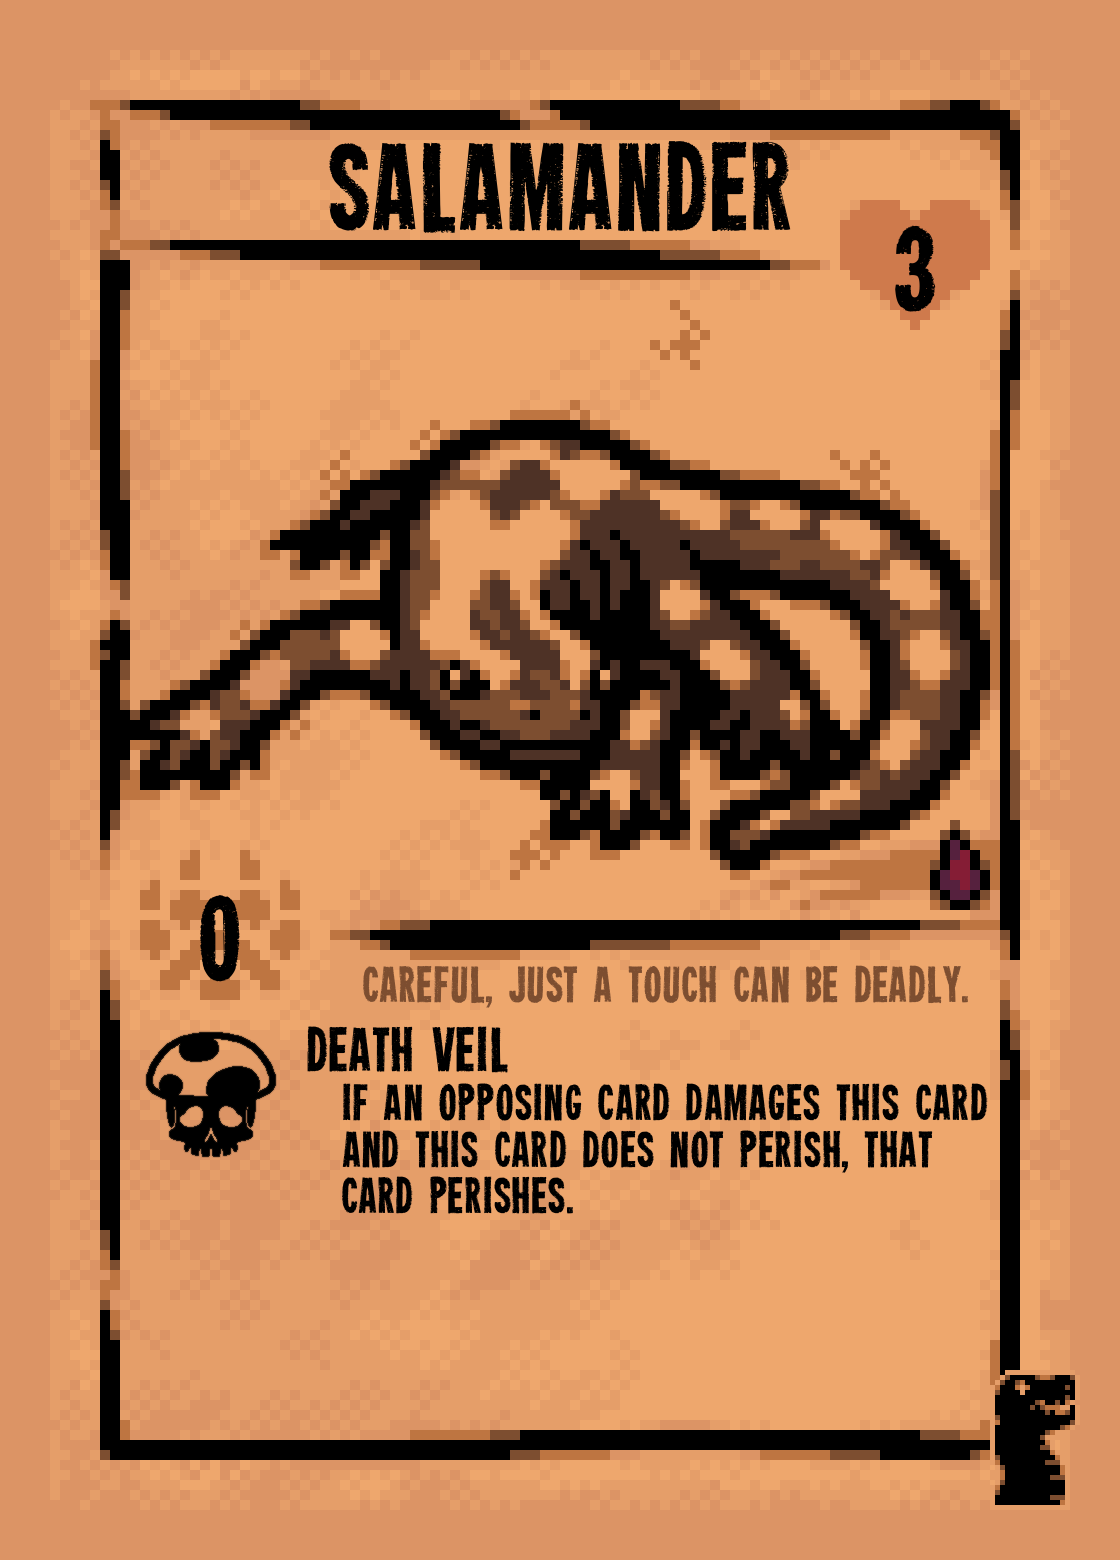 SALAMANDER
3
0
CAREFUL, JUST A TOUCH CAN BE DEADLY.
DEATH VEIL
IF AN OPPOSING CARD DAMAGES THIS CARD
AND THIS CARD DOES NOT PERISH, THAT
CARD PERISHES.